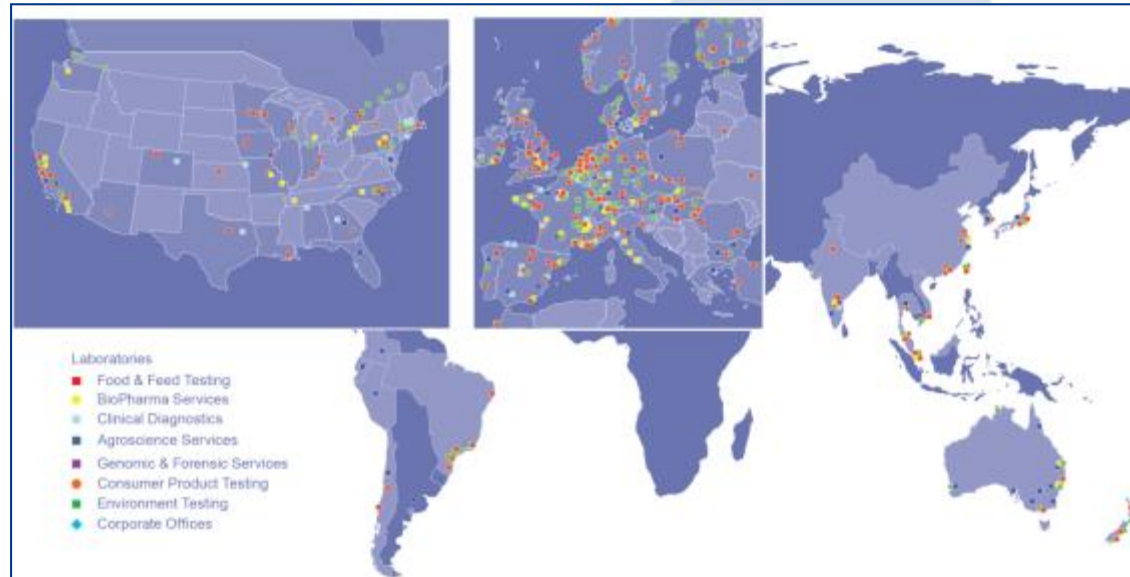 Laboratories
Food & Feed Testing
BioPharma Services
Clinical Diagnostics
Agroscience Services
Genomic & Forensic Services
Consumer Product Testing
Environment Testing
Corporate Offices